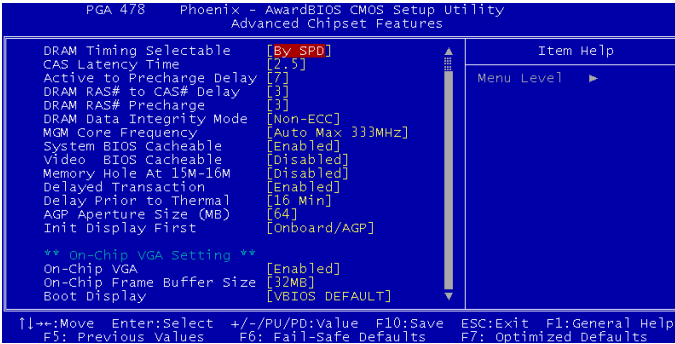 PGA 478 Phoenix - AwardBIOS CMOS Setup Utility
Advanced Chipset Features
DRAM Timing Selectable [By SPD]
CAS Latency Time [2.5]
Active to Precharge Delay [7]
DRAM RAS# to CAS# Delay [3]
DRAM RAS# Precharge [3]
DRAM Data Integrity Mode [Non-ECC]
MGM Core Frequency [Auto Max 333MHz]
System BIOS Cacheable [Enabled]
Video BIOS Cacheable [Disabled]
Memory Hole At 15M-16M [Disabled]
Delayed Transaction [Enabled]
Delay Prior to Thermal [16 Min]
AGP Aperture Size (MB) [64]
Init Display First [Onboard/AGP]
** On-Chip VGA Setting **
On-Chip VGA [Enabled]
On-Chip Frame Buffer Size [32MB]
Boot Display [VBIOS DEFAULT]
Item Help
Menu Level ►
↑↓→←:Move Enter:Select +/-/PU/PD:Value F10:Save ESC:Exit F1:General Help
F5: Previous Values F6: Fail-Safe Defaults F7: Optimized Defaults